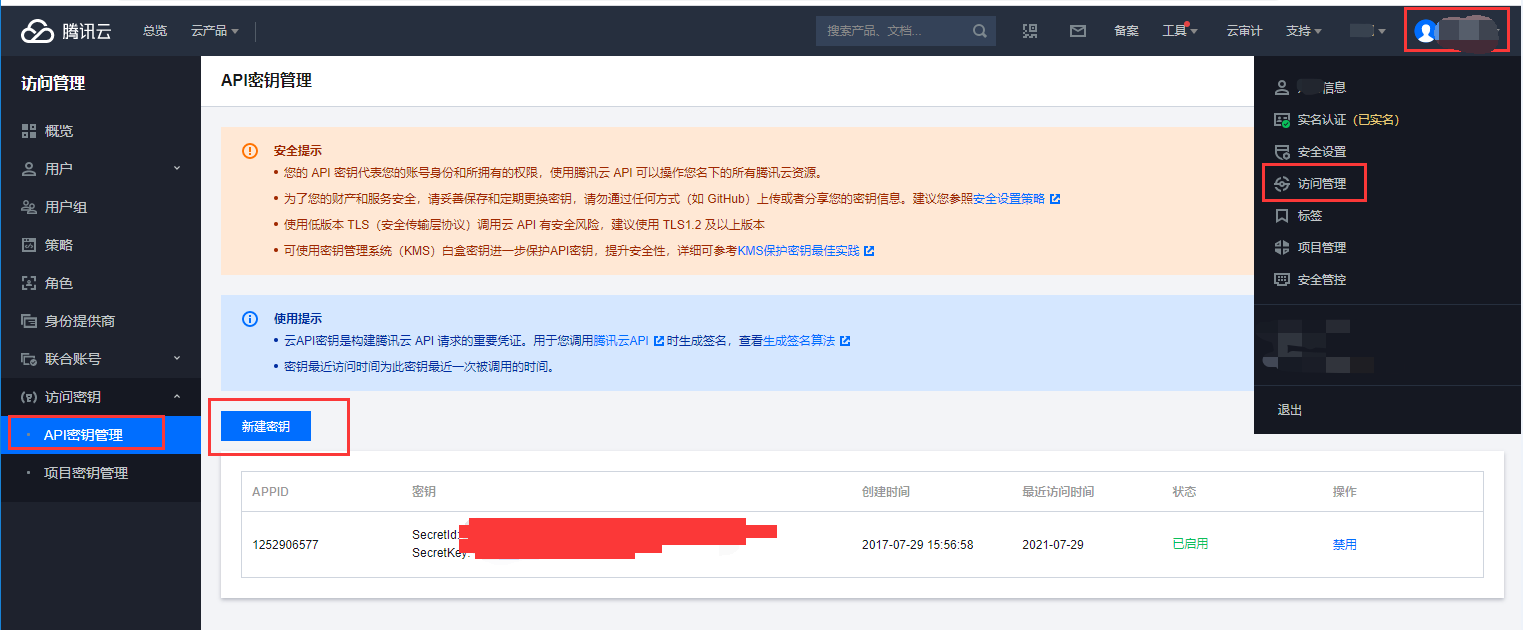 腾讯云
总览
云产品
搜索产品、文档...
备案
工具
云审计
支持
访问管理
概览
用户
用户组
策略
角色
身份提供商
联合账号
访问密钥
API密钥管理
项目密钥管理
API密钥管理
安全提示
• 您的 API 密钥代表您的账号身份和所拥有的权限，使用腾讯云 API 可以操作您名下的所有腾讯云资源。
• 为了您的财产和服务安全，请妥善保存和定期更换密钥，请勿通过任何方式（如 GitHub）上传或者分享您的密钥信息。建议您参照安全设置策略
• 使用低版本 TLS（安全传输层协议）调用云 API 有安全风险，建议使用 TLS1.2 及以上版本
• 可使用密钥管理系统（KMS）白盒密钥进一步保护API密钥，提升安全性，详细可参考KMS保护密钥最佳实践
使用提示
• 云API密钥是构建腾讯云 API 请求的重要凭证。用于您调用腾讯云API 时生成签名，查看生成签名算法
• 密钥最近访问时间为此密钥最近一次被调用的时间。
新建密钥
APPID 密钥 创建时间 最近访问时间 状态 操作
SecretId:
1252906577 2017-07-29 15:56:58 2021-07-29 已启用 禁用
SecretKey:
信息
实名认证（已实名）
安全设置
访问管理
标签
项目管理
安全管控
退出